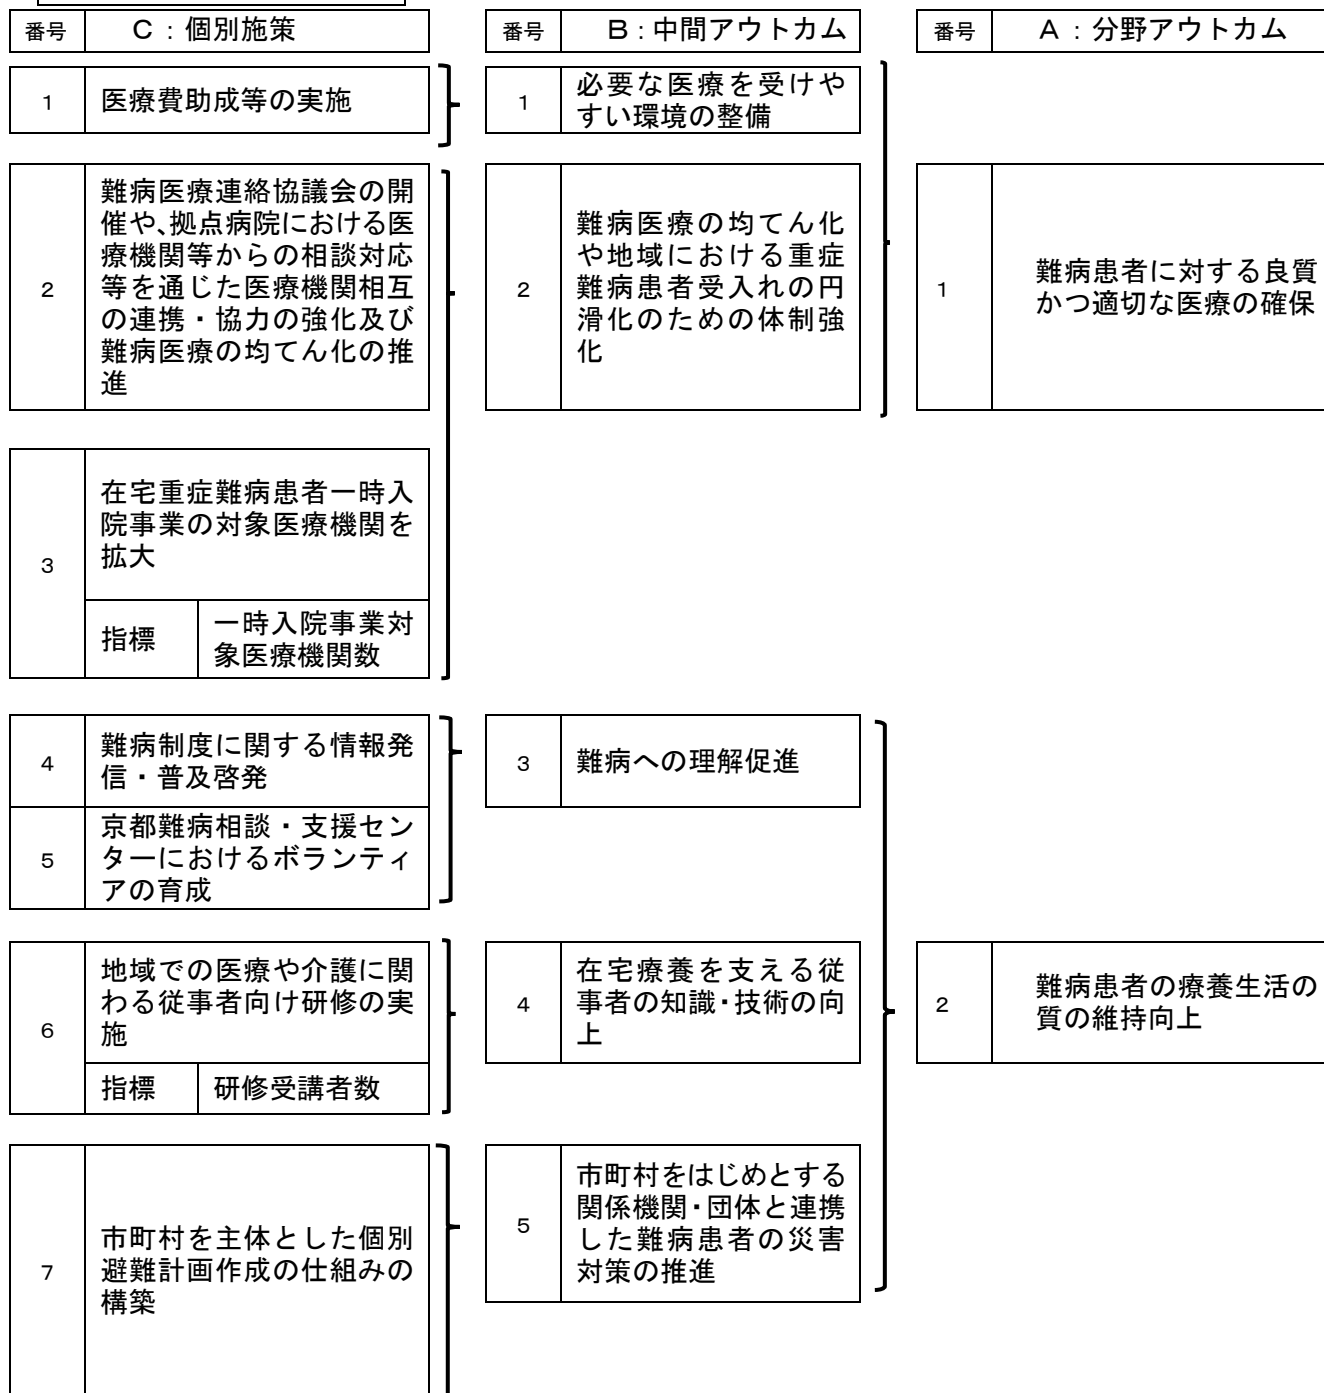 番号 C：個別施策
番号 B：中間アウトカム
番号 A：分野アウトカム
1 医療費助成等の実施
1 必要な医療を受けや
すい環境の整備
2 難病医療連絡協議会の開
催や、拠点病院における医
療機関等からの相談対応
等を通じた医療機関相互
の連携・協力の強化及び
難病医療の均てん化の推
進
2 難病医療の均てん化
や地域における重症
難病患者受入れの円
滑化のための体制強
化
1 難病患者に対する良質
かつ適切な医療の確保
3 在宅重症難病患者一時入
院事業の対象医療機関を
拡大
指標 一時入院事業対
象医療機関数
4 難病制度に関する情報発
信・普及啓発
3 難病への理解促進
5 京都難病相談・支援セン
ターにおけるボランティ
アの育成
6 地域での医療や介護に関
わる従事者向け研修の実
施
指標 研修受講者数
4 在宅療養を支える従
事者の知識・技術の向
上
2 難病患者の療養生活の
質の維持向上
7 市町村を主体とした個別
避難計画作成の仕組みの
構築
5 市町村をはじめとする
関係機関・団体と連携
した難病患者の災害
対策の推進